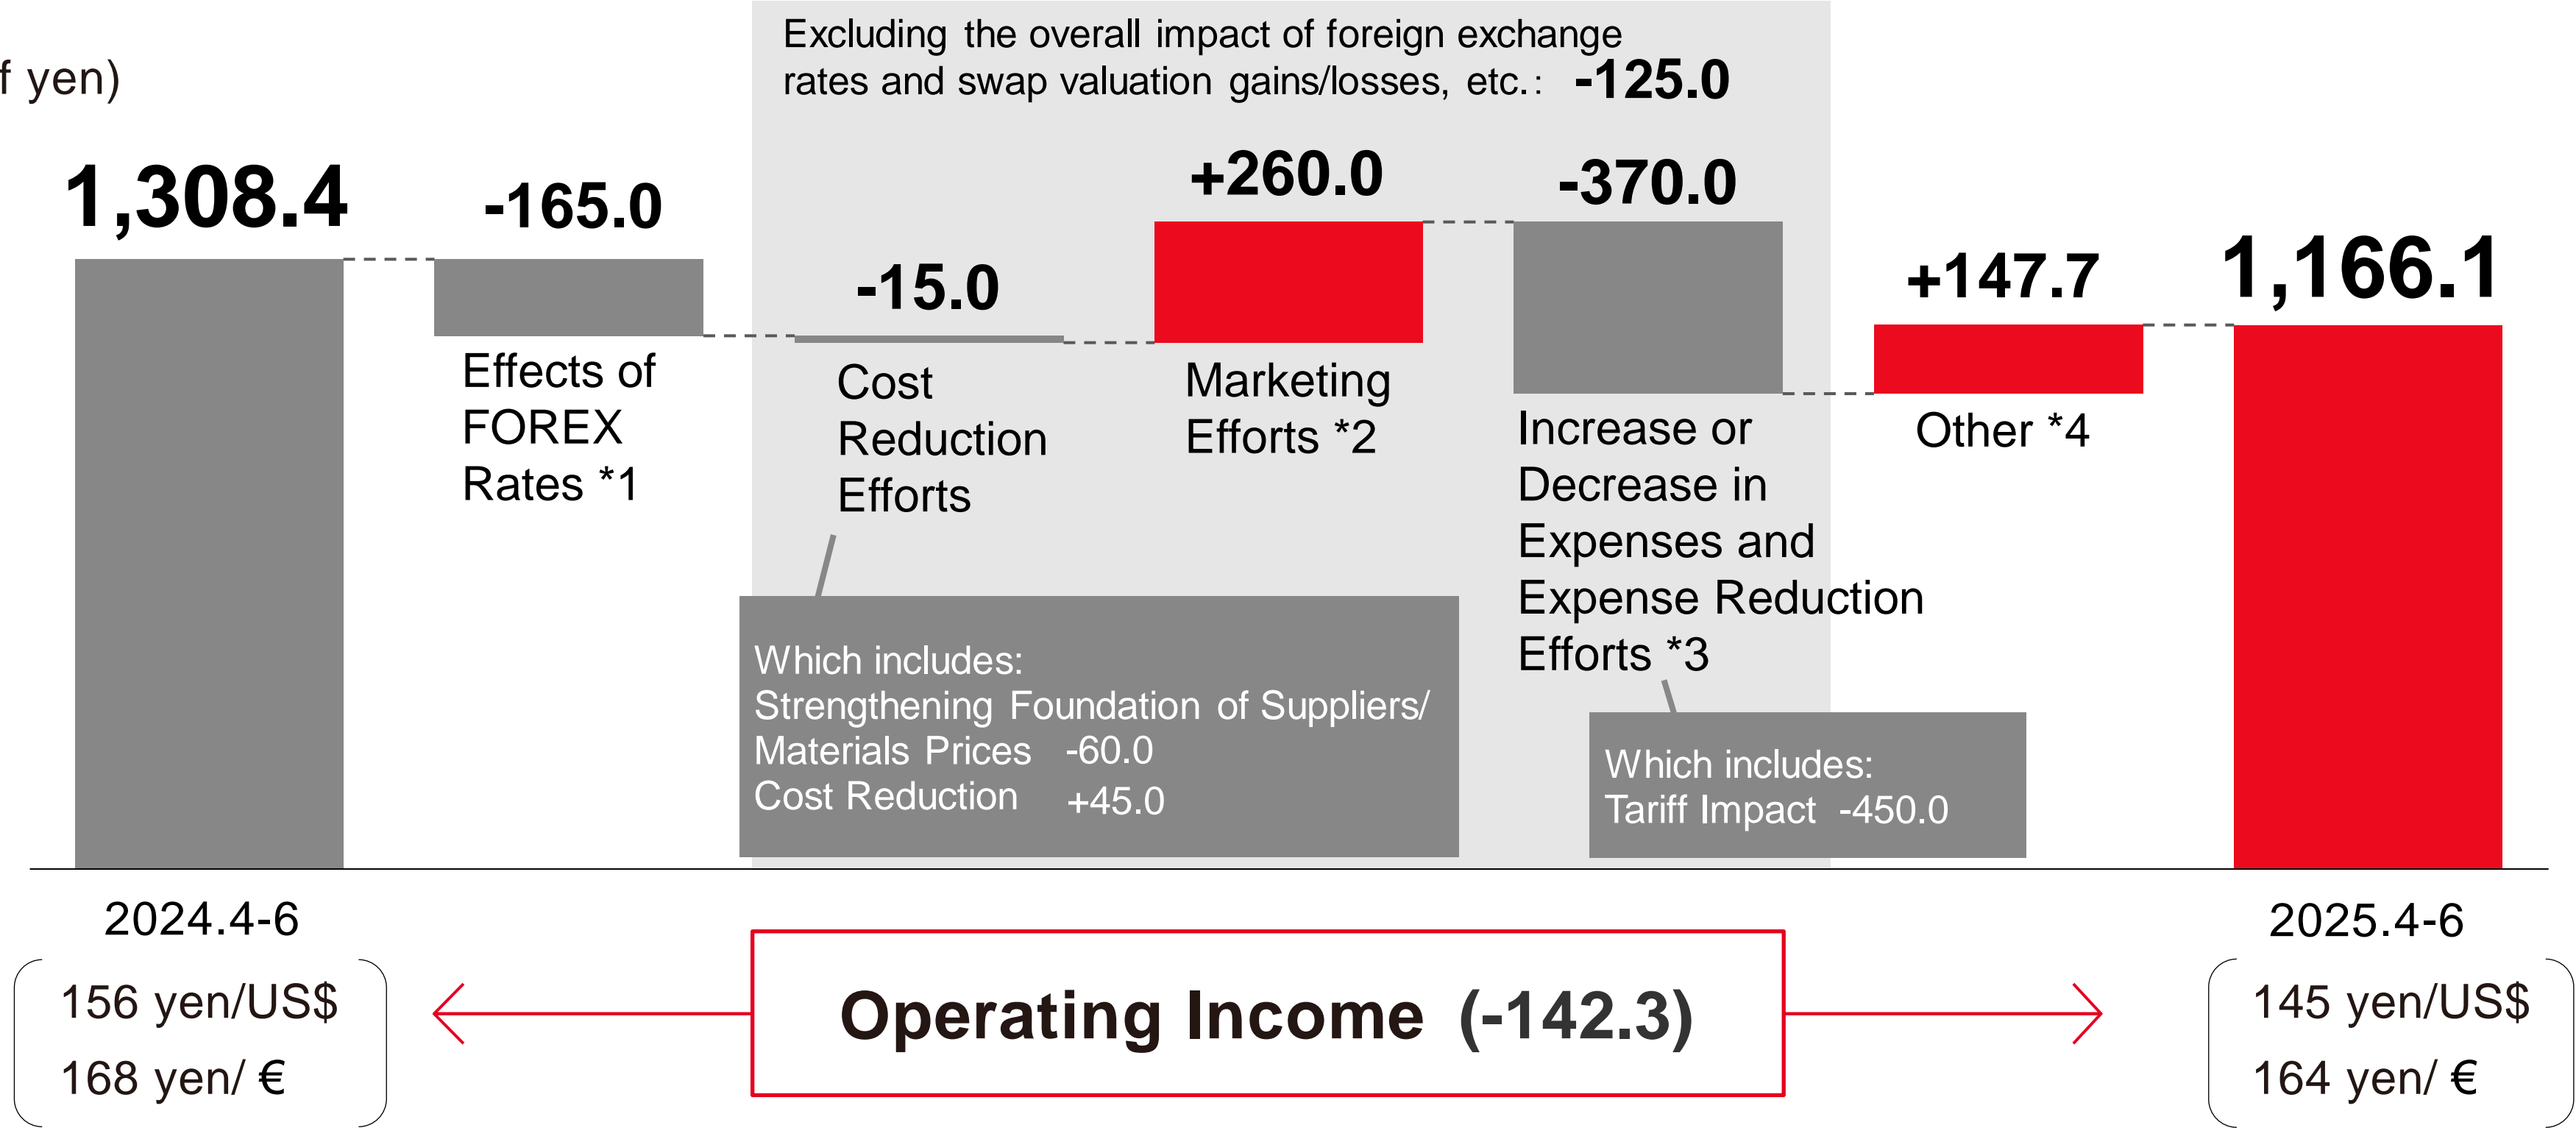 yen)
Excluding the overall impact of foreign exchange
rates and swap valuation gains/losses, etc.: -125.0
1,308.4
-165.0
Effects of
FOREX
Rates *1
-15.0
Cost
Reduction
Efforts
+260.0
Marketing
Efforts *2
-370.0
Increase or
Decrease in
Expenses and
Expense Reduction
Efforts *3
+147.7
Other *4
1,166.1
Which includes:
Strengthening Foundation of Suppliers/
Materials Prices -60.0
Cost Reduction +45.0
Which includes:
Tariff Impact -450.0
2024.4-6
156 yen/US$
168 yen/ €
Operating Income (-142.3)
2025.4-6
145 yen/US$
164 yen/ €